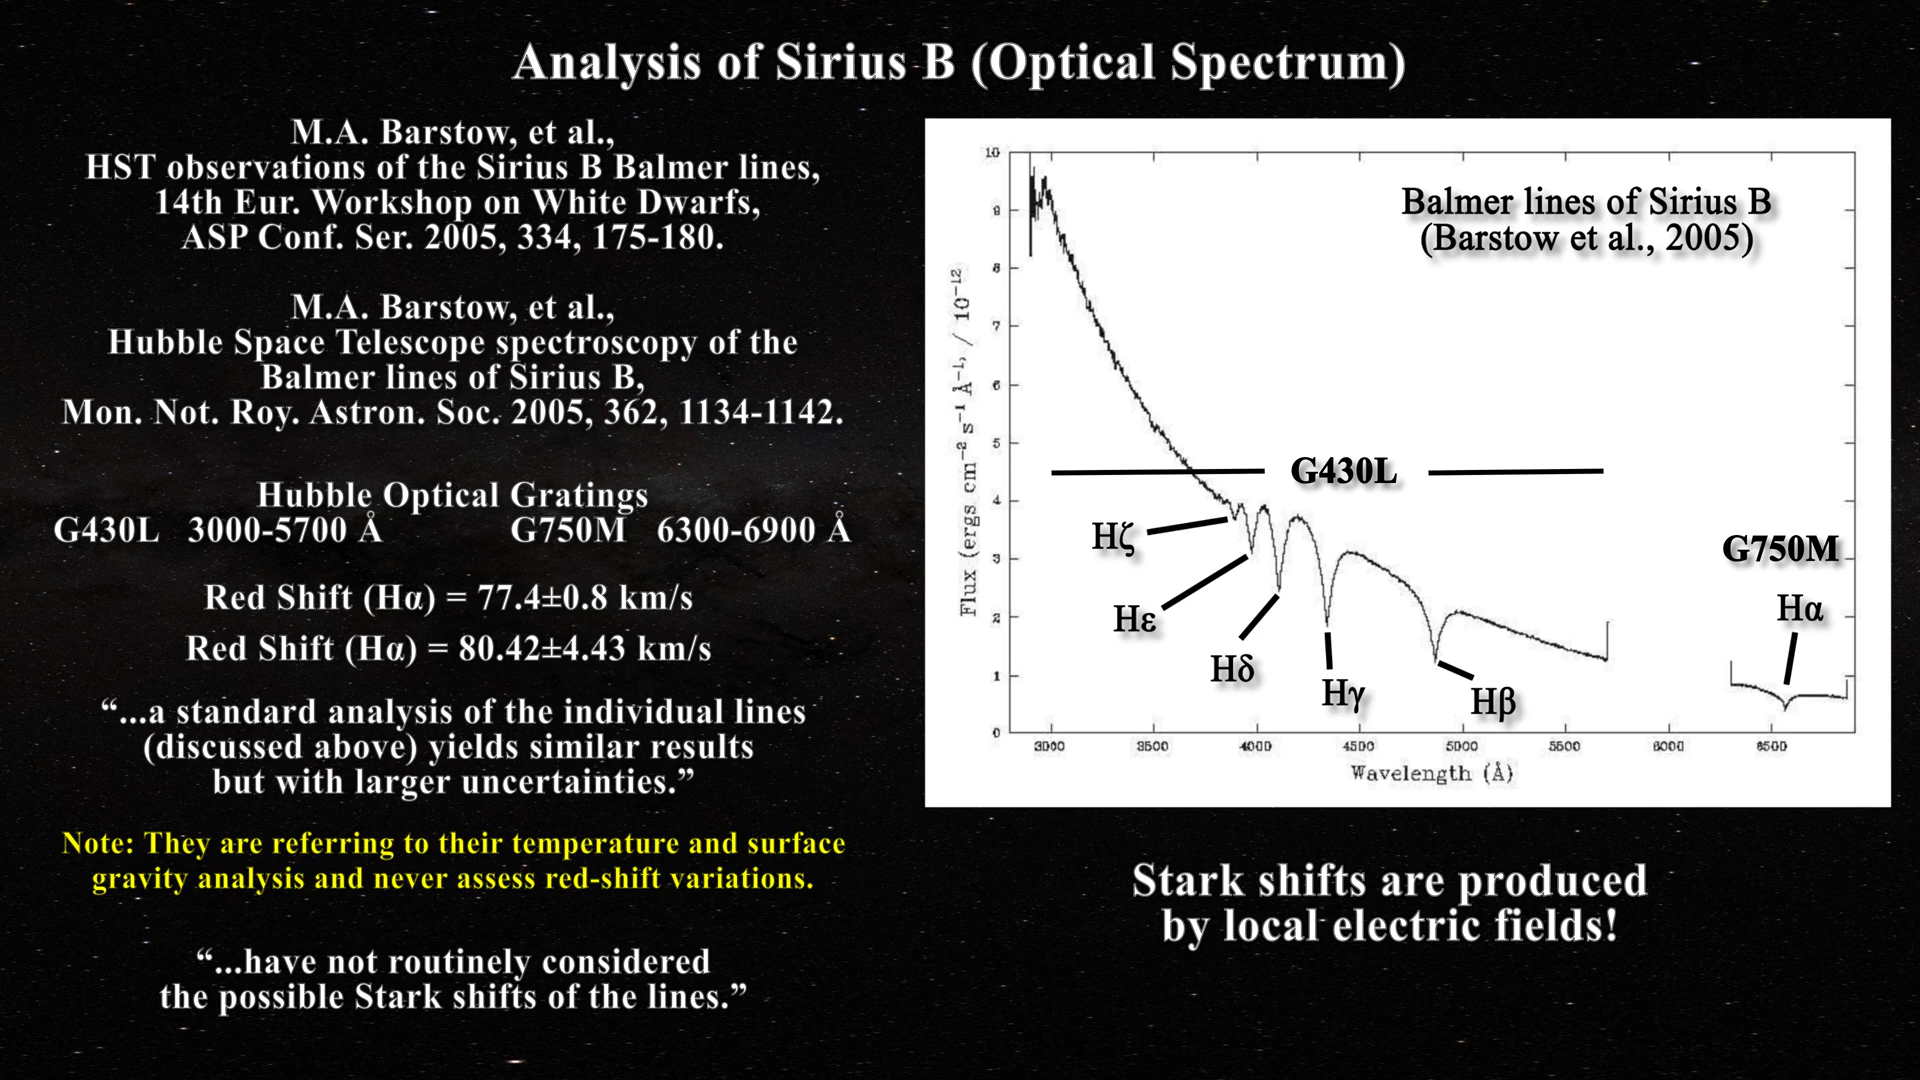 Analysis of Sirius B (Optical Spectrum)
M.A. Barstow, et al.,
HST observations of the Sirius B Balmer lines,
14th Eur. Workshop on White Dwarfs,
ASP Conf. Ser. 2005, 334, 175-180.
M.A. Barstow, et al.,
Hubble Space Telescope spectroscopy of the
Balmer lines of Sirius B,
Mon. Not. Roy. Astron. Soc. 2005, 362, 1134-1142.
Hubble Optical Gratings
G430L 3000-5700 Å G750M 6300-6900 Å
Red Shift (Hα) = 77.4±0.8 km/s
Red Shift (Hα) = 80.42±4.43 km/s
“...a standard analysis of the individual lines
(discussed above) yields similar results
but with larger uncertainties.”
Note: They are referring to their temperature and surface
gravity analysis and never assess red-shift variations.
“...have not routinely considered
the possible Stark shifts of the lines.”
Balmer lines of Sirius B
(Barstow et al., 2005)
10
9
8
7
6
5
4
3
2
1
0
Flux (ergs cm⁻² s⁻¹ Å⁻¹, / 10⁻¹²
G430L
G750M
Hζ
Hε
Hδ
Hγ
Hβ
Hα
3000 3500 4000 4500 5000 5500 6000 6500
Wavelength (Å)
Stark shifts are produced
by local electric fields!